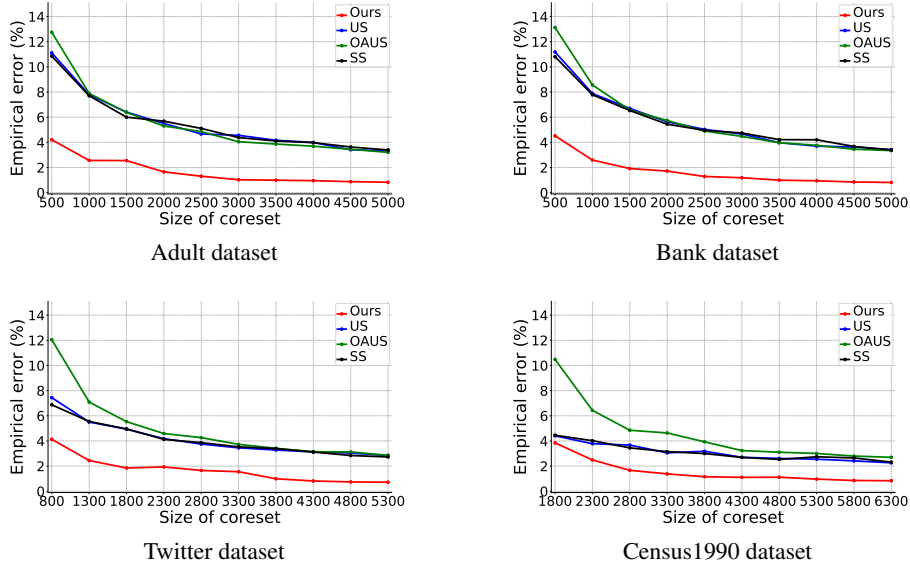 14
12
10
8
6
4
2
0
Empirical error (%)
Ours
US
OAUS
SS
500 1000 1500 2000 2500 3000 3500 4000 4500 5000
Size of coreset
Adult dataset
14
12
10
8
6
4
2
0
Empirical error (%)
Ours
US
OAUS
SS
500 1000 1500 2000 2500 3000 3500 4000 4500 5000
Size of coreset
Bank dataset
14
12
10
8
6
4
2
0
Empirical error (%)
Ours
US
OAUS
SS
800 1300 1800 2300 2800 3300 3800 4300 4800 5300
Size of coreset
Twitter dataset
14
12
10
8
6
4
2
0
Empirical error (%)
Ours
US
OAUS
SS
1800 2300 2800 3300 3800 4300 4800 5300 5800 6300
Size of coreset
Census1990 dataset